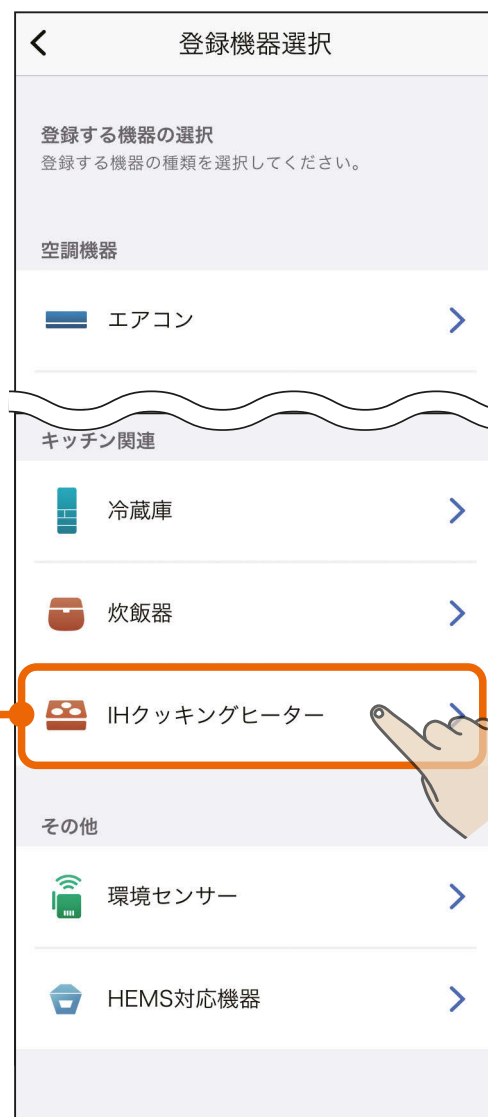 登録機器選択
登録する機器の選択
登録する機器の種類を選択してください。
空調機器
エアコン
キッチン関連
冷蔵庫
炊飯器
IHクッキングヒーター
その他
環境センサー
HEMS対応機器